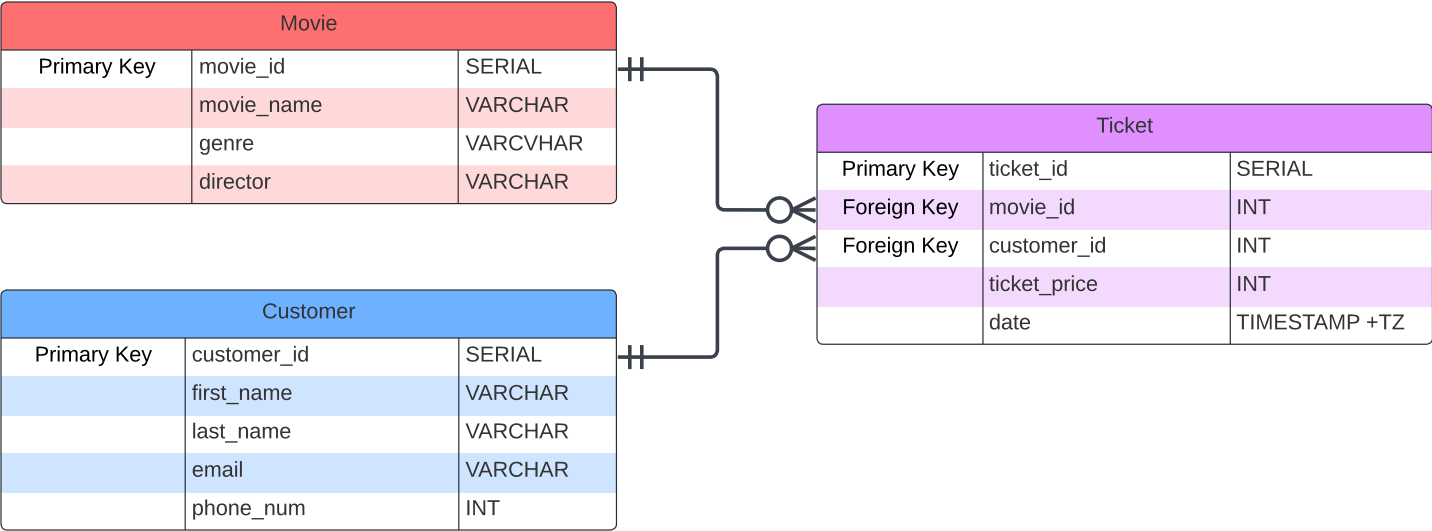 Movie
Primary Key movie_id SERIAL
movie_name VARCHAR
genre VARCVHAR
director VARCHAR
Ticket
Primary Key ticket_id SERIAL
Foreign Key movie_id INT
Foreign Key customer_id INT
ticket_price INT
date TIMESTAMP +TZ
Customer
Primary Key customer_id SERIAL
first_name VARCHAR
last_name VARCHAR
email VARCHAR
phone_num INT